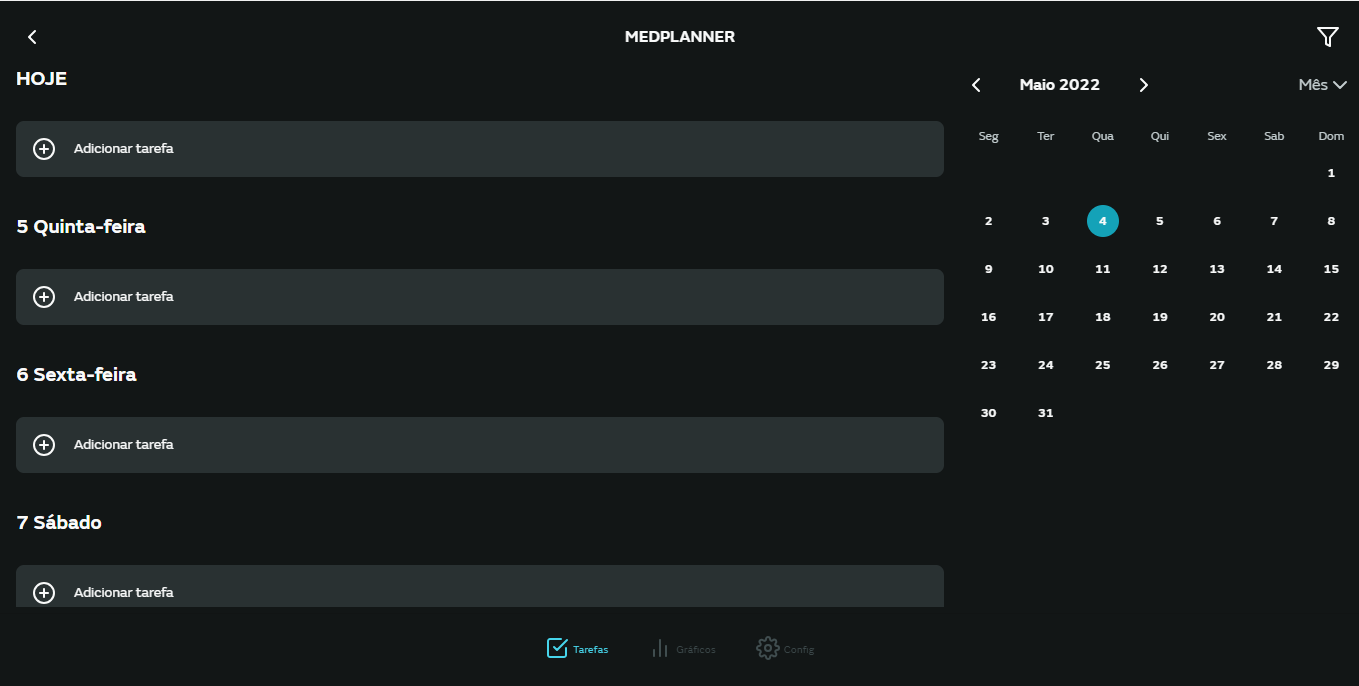 MEDPLANNER
HOJE
Adicionar tarefa
5 Quinta-feira
Adicionar tarefa
6 Sexta-feira
Adicionar tarefa
7 Sábado
Adicionar tarefa
Maio 2022
Mês
Seg Ter Qua Qui Sex Sab Dom
1
2 3 4 5 6 7 8
9 10 11 12 13 14 15
16 17 18 19 20 21 22
23 24 25 26 27 28 29
30 31
Tarefas Gráficos Config